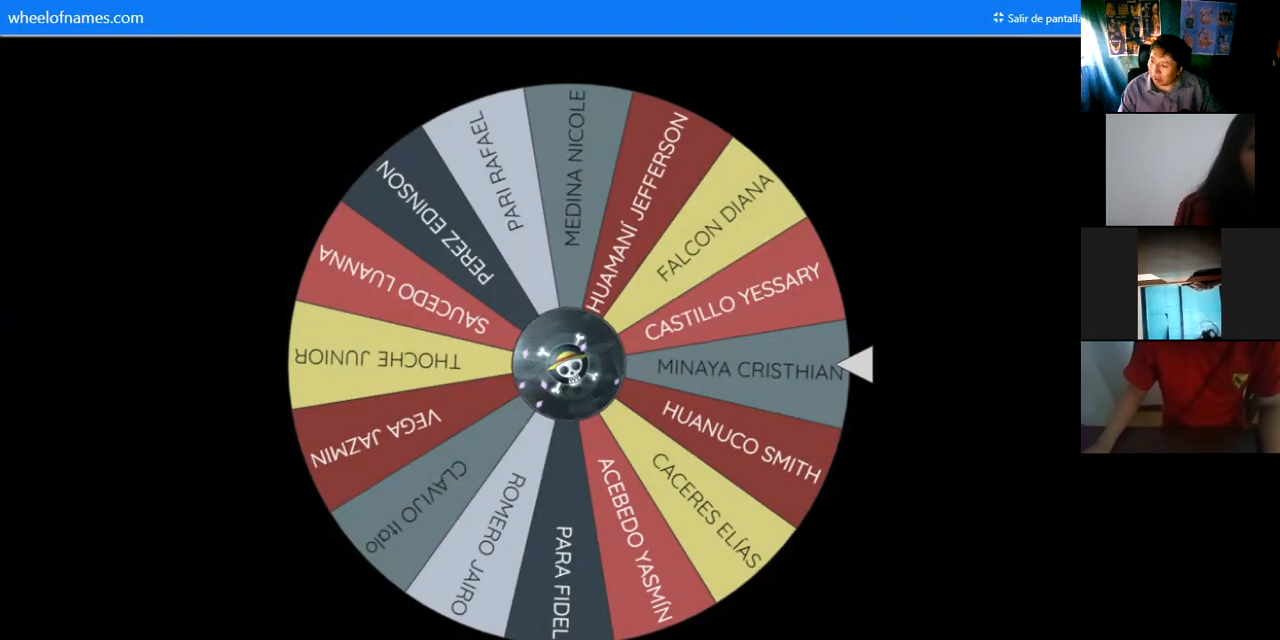 wheelofnames.com
Salir de pantalla
MEDINA NICOLE
HUAMANÍ JEFFERSON
FALCON DIANA
CASTILLO YESSARY
MINAYA CRISTHIAN
HUANUCO SMITH
CACERES ELÍAS
ACEBEDO YASMÍN
PARA FIDEL
ROMERO JAIRO
CLAVIJO Italo
VEGA JAZMIN
THOCHE JUNIOR
SAUCEDO LUANNA
PEREZ EDINSON
PARI RAFAEL